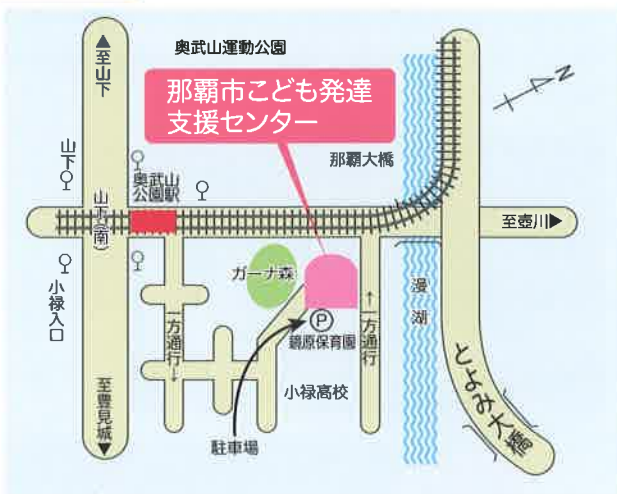 奥武山運動公園
▲至山下
那覇市こども発達
支援センター
N
那覇大橋
山下
奥武山
公園駅
山下(南)
至壺川▶
ガーナ森
漫湖
小禄入口
一方通行↓
↑一方通行
P
鏡原保育園
とよみ大橋
至豊見城▼
小禄高校
駐車場